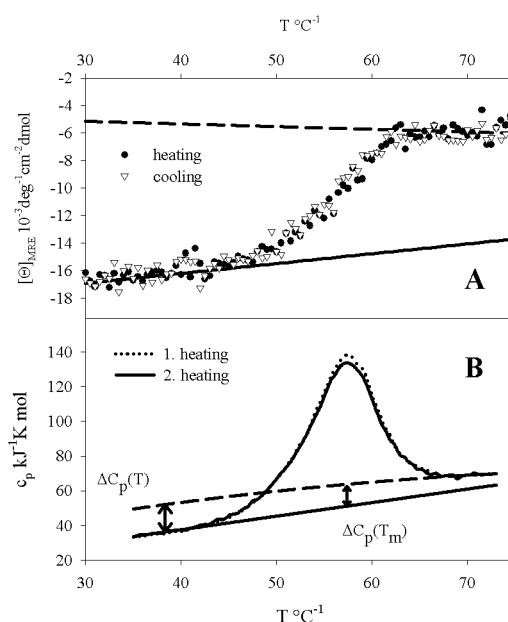 T °C⁻¹
30 40 50 60 70
-2
-4
-6
-8
-10
-12
-14
-16
-18
[Θ]MRE 10⁻³deg⁻¹cm⁻²dmol
heating
cooling
A
1. heating
2. heating
B
140
120
100
80
60
40
20
cp kJ⁻¹K mol
ΔCp(T)
ΔCp(Tm)
30 40 50 60 70
T °C⁻¹